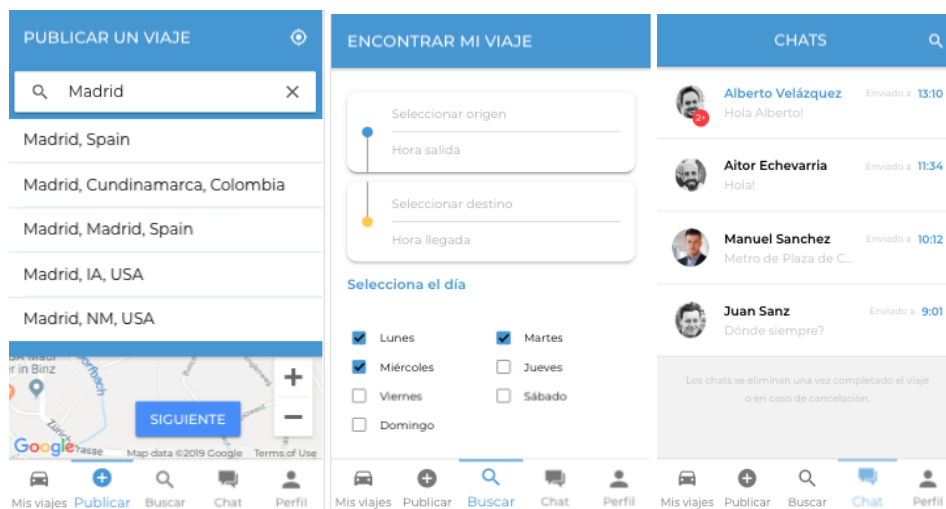 PUBLICAR UN VIAJE
Madrid
Madrid, Spain
Madrid, Cundinamarca, Colombia
Madrid, Madrid, Spain
Madrid, IA, USA
Madrid, NM, USA
r in Binz
+
SIGUIENTE
−
Google
Map data ©2019 Google
Terms of Use
Mis viajes
Publicar
Buscar
Chat
Perfil
ENCONTRAR MI VIAJE
Seleccionar origen
Hora salida
Seleccionar destino
Hora llegada
Selecciona el día
Lunes
Martes
Miércoles
Jueves
Viernes
Sábado
Domingo
Mis viajes
Publicar
Buscar
Chat
Perfil
CHATS
Alberto Velázquez
Enviado a 13:10
2+
Hola Alberto!
Aitor Echevarria
Enviado a 11:34
Hola!
Manuel Sanchez
Enviado a 10:12
Metro de Plaza de C...
Juan Sanz
Enviado a 9:01
Dónde siempre?
Los chats se eliminan una vez completado el viaje
o en caso de cancelación.
Mis viajes
Publicar
Buscar
Chat
Perfil